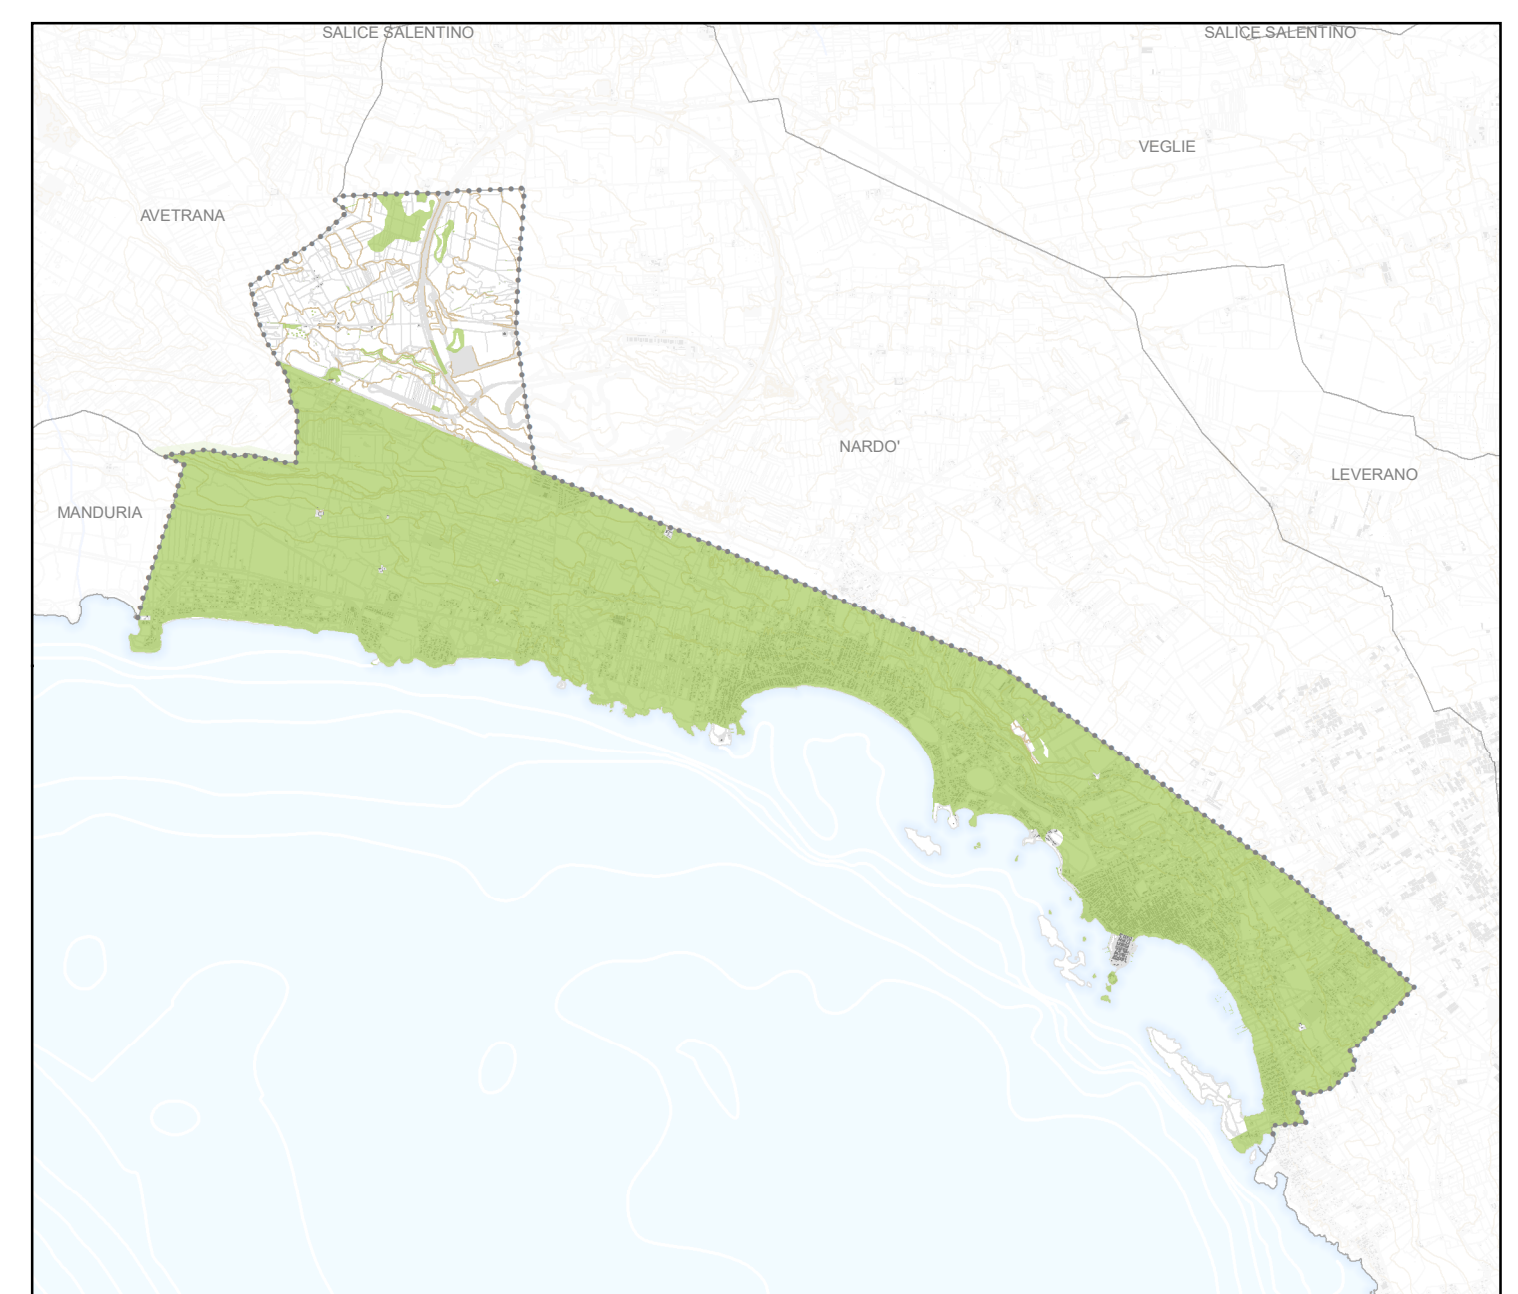 SALICE SALENTINO
SALICE SALENTINO
VEGLIE
AVETRANA
NARDO'
LEVERANO
MANDURIA